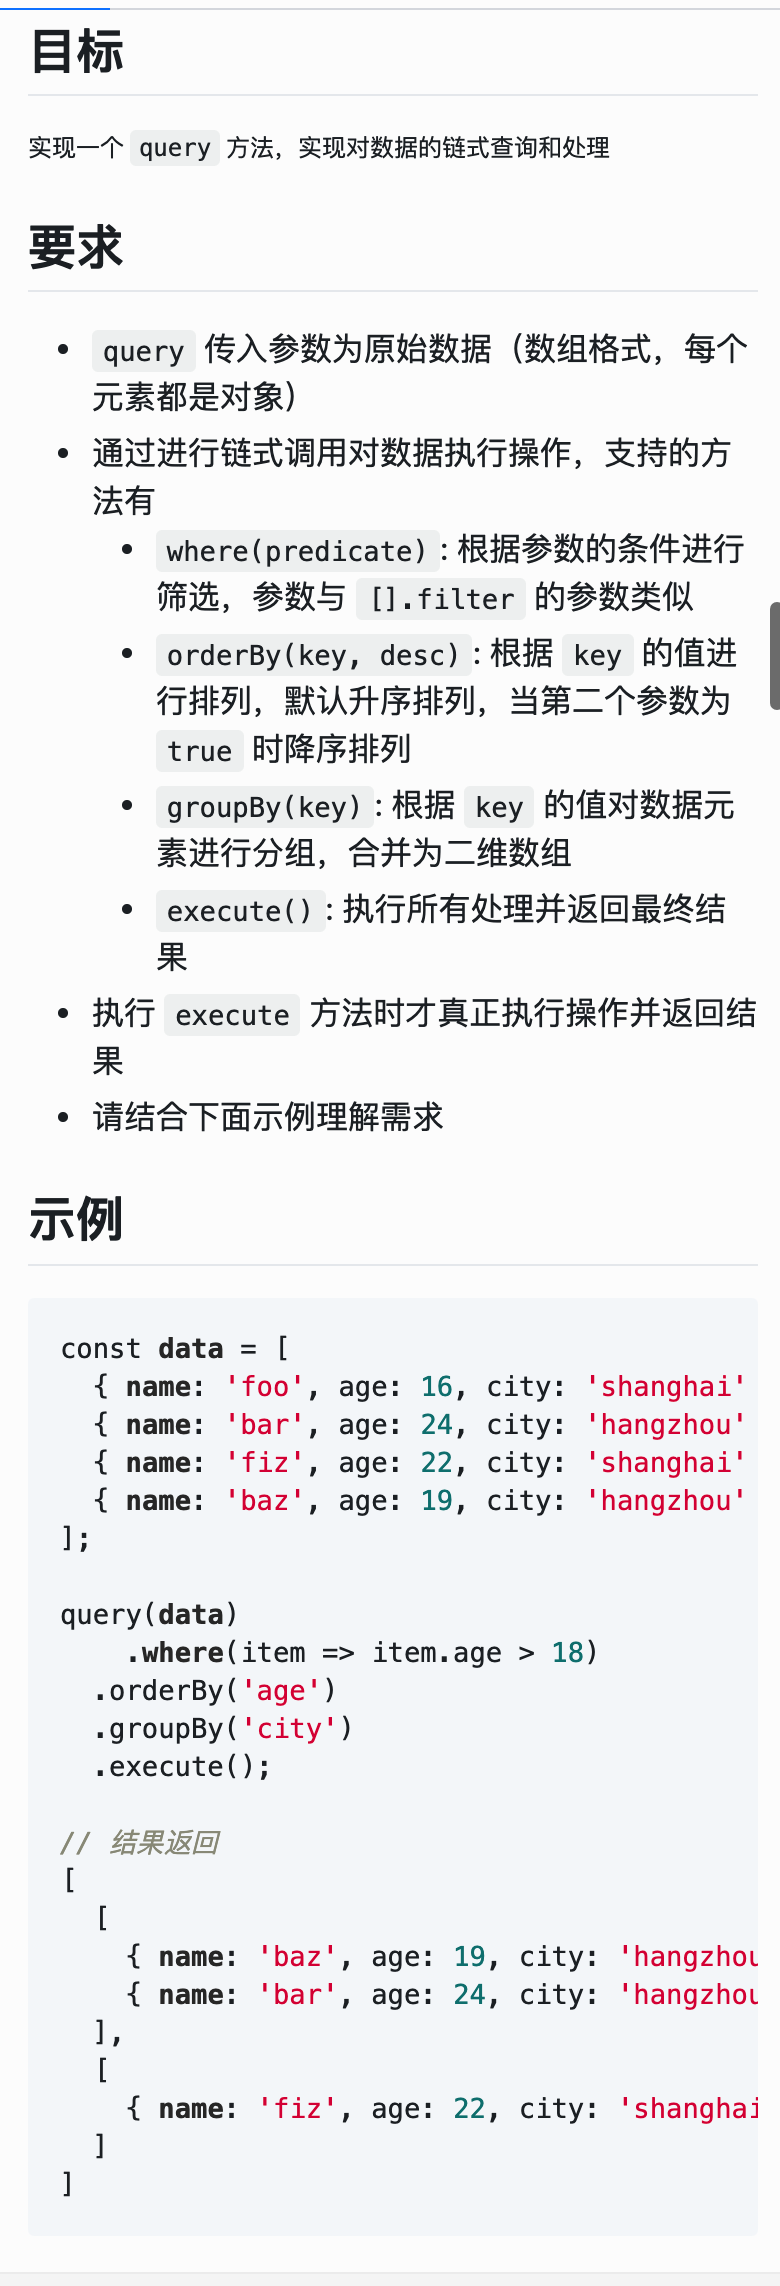 目标
实现一个 query 方法，实现对数据的链式查询和处理
要求
query 传入参数为原始数据（数组格式，每个
元素都是对象）
通过进行链式调用对数据执行操作，支持的方
法有
where(predicate): 根据参数的条件进行
筛选，参数与 [].filter 的参数类似
orderBy(key, desc): 根据 key 的值进
行排列，默认升序排列，当第二个参数为
true 时降序排列
groupBy(key): 根据 key 的值对数据元
素进行分组，合并为二维数组
execute(): 执行所有处理并返回最终结
果
执行 execute 方法时才真正执行操作并返回结
果
请结合下面示例理解需求
示例
const data = [
  { name: 'foo', age: 16, city: 'shanghai'
  { name: 'bar', age: 24, city: 'hangzhou'
  { name: 'fiz', age: 22, city: 'shanghai'
  { name: 'baz', age: 19, city: 'hangzhou'
];
query(data)
    .where(item => item.age > 18)
  .orderBy('age')
  .groupBy('city')
  .execute();
// 结果返回
[
  [
    { name: 'baz', age: 19, city: 'hangzhou
    { name: 'bar', age: 24, city: 'hangzhou
  ],
  [
    { name: 'fiz', age: 22, city: 'shanghai
  ]
]